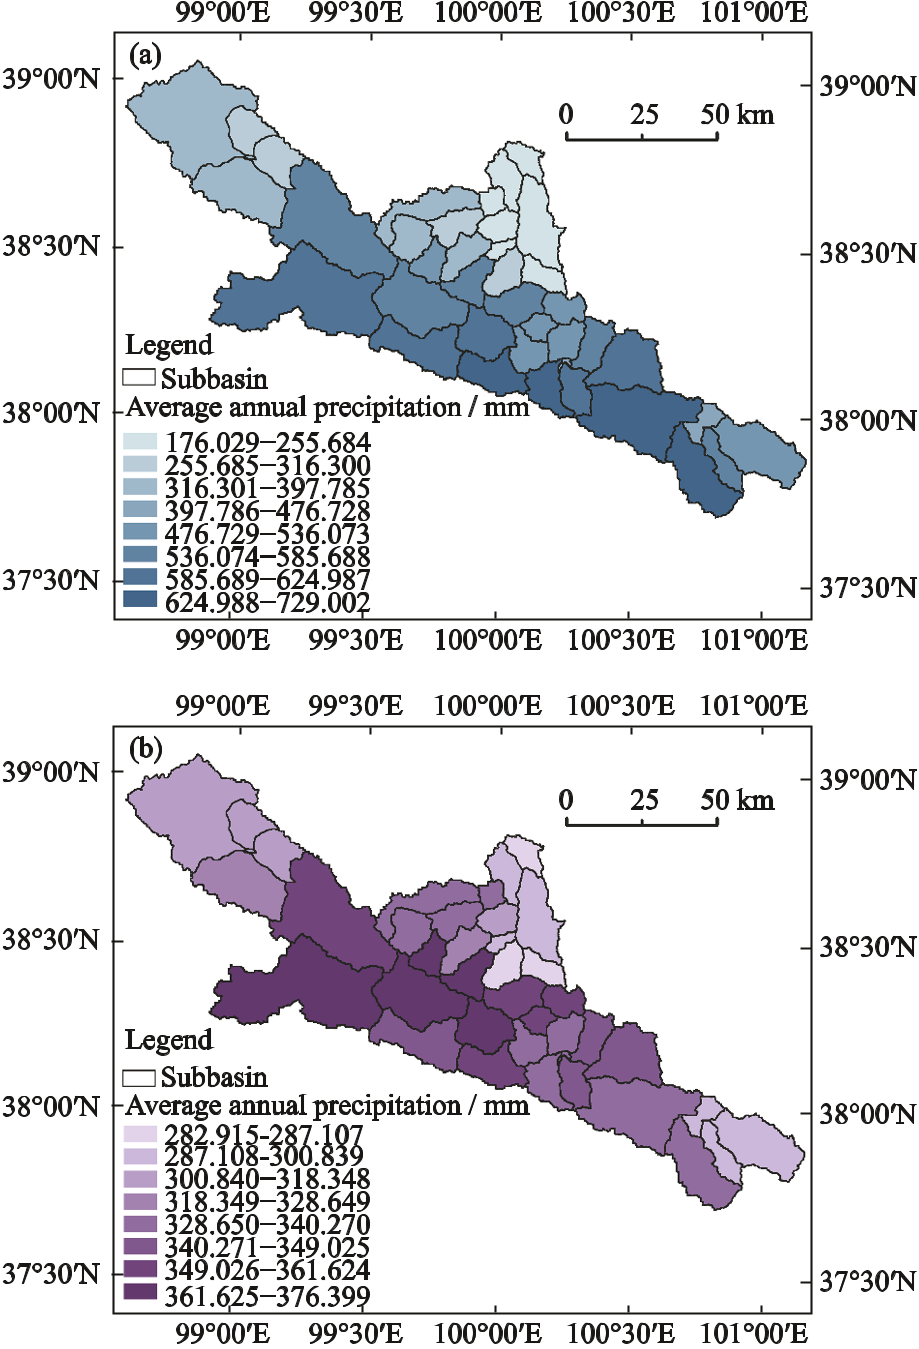 99°00′E 99°30′E 100°00′E 100°30′E 101°00′E
(a)
39°00′N 39°00′N
0 25 50 km
38°30′N 38°30′N
Legend
Subbasin
38°00′N 38°00′N
Average annual precipitation / mm
176.029−255.684
255.685−316.300
316.301−397.785
397.786−476.728
476.729−536.073
536.074−585.688
585.689−624.987
624.988−729.002
37°30′N 37°30′N
99°00′E 99°30′E 100°00′E 100°30′E 101°00′E
99°00′E 99°30′E 100°00′E 100°30′E 101°00′E
(b)
39°00′N 39°00′N
0 25 50 km
38°30′N 38°30′N
Legend
Subbasin
38°00′N 38°00′N
Average annual precipitation / mm
282.915-287.107
287.108-300.839
300.840−318.348
318.349−328.649
328.650−340.270
340.271−349.025
349.026−361.624
361.625−376.399
37°30′N 37°30′N
99°00′E 99°30′E 100°00′E 100°30′E 101°00′E